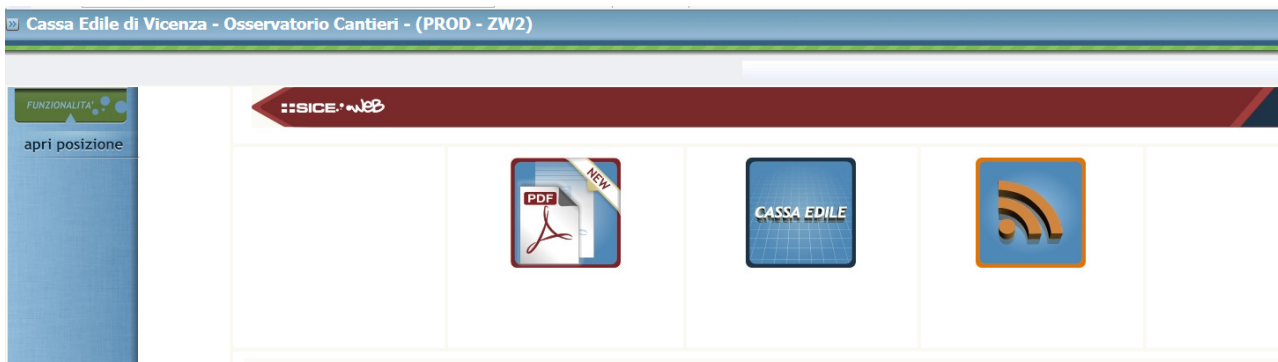 Cassa Edile di Vicenza - Osservatorio Cantieri - (PROD - ZW2)
FUNZIONALITA'
apri posizione
::SICE.WEB
NEW
PDF
CASSA EDILE